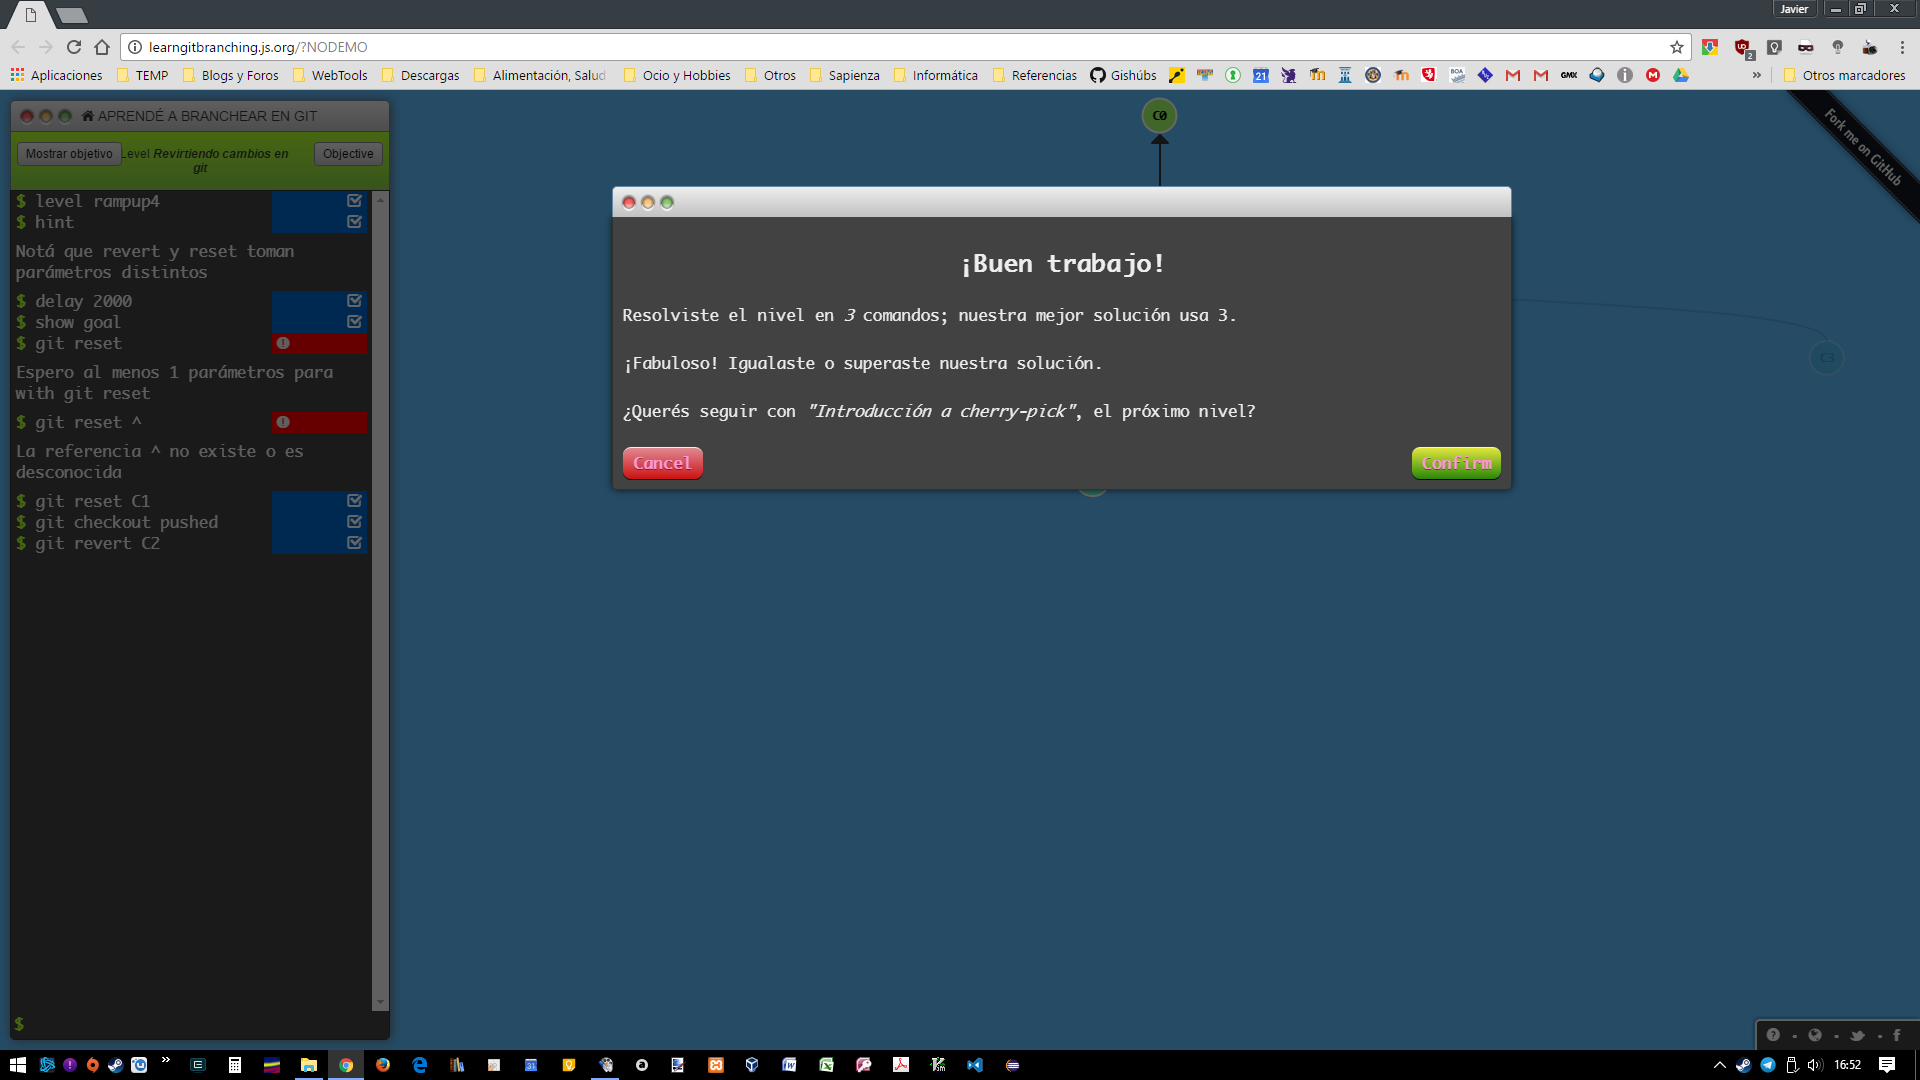 Javier
learngitbranching.js.org/?NODEMO
2
Aplicaciones TEMP Blogs y Foros WebTools Descargas Alimentación, Salud Ocio y Hobbies Otros Sapienza Informática Referencias Gishúbs 21 BOA GMX » Otros marcadores
APRENDÉ A BRANCHEAR EN GIT
Mostrar objetivo Level Revirtiendo cambios en git Objective
$ level rampup4
$ hint
Notá que revert y reset toman
parámetros distintos
$ delay 2000
$ show goal
$ git reset
Espero al menos 1 parámetros para
with git reset
$ git reset ^
La referencia ^ no existe o es
desconocida
$ git reset C1
$ git checkout pushed
$ git revert C2
$
C0
Fork me on GitHub
C3
¡Buen trabajo!
Resolviste el nivel en 3 comandos; nuestra mejor solución usa 3.
¡Fabuloso! Igualaste o superaste nuestra solución.
¿Querés seguir con "Introducción a cherry-pick", el próximo nivel?
Cancel Confirm
16:52